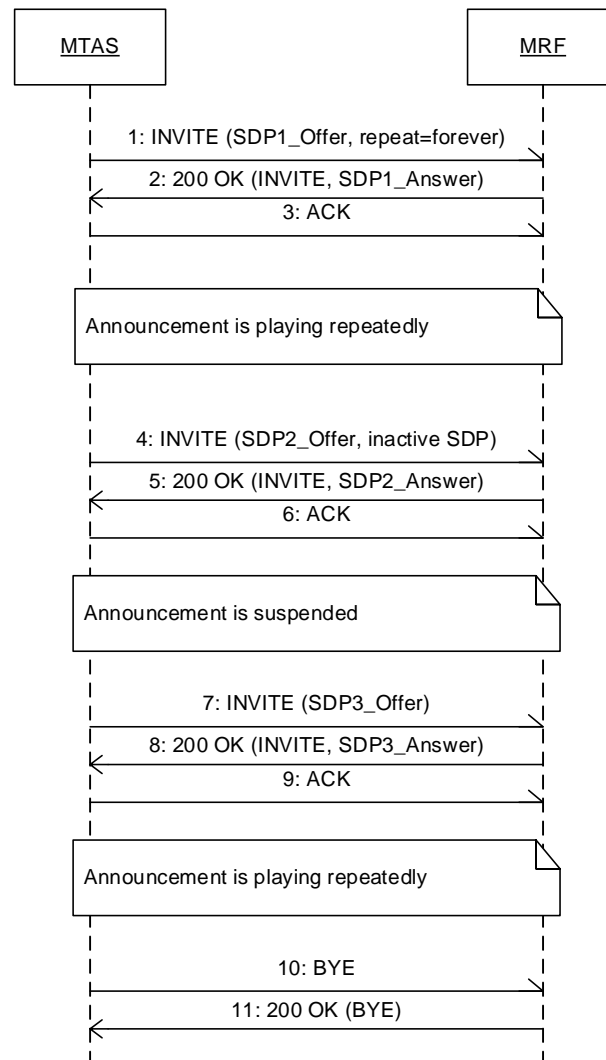 MTAS
MRF
1: INVITE (SDP1_Offer, repeat=forever)
2: 200 OK (INVITE, SDP1_Answer)
3: ACK
Announcement is playing repeatedly
4: INVITE (SDP2_Offer, inactive SDP)
5: 200 OK (INVITE, SDP2_Answer)
6: ACK
Announcement is suspended
7: INVITE (SDP3_Offer)
8: 200 OK (INVITE, SDP3_Answer)
9: ACK
Announcement is playing repeatedly
10: BYE
11: 200 OK (BYE)